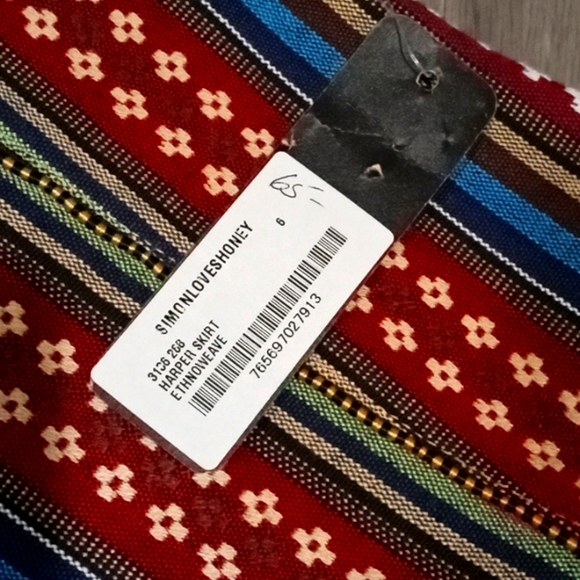 65-
6
SIMONLOVESHONEY
3136 268
HARPER SKIRT
ETHNOWEAVE
765697027913